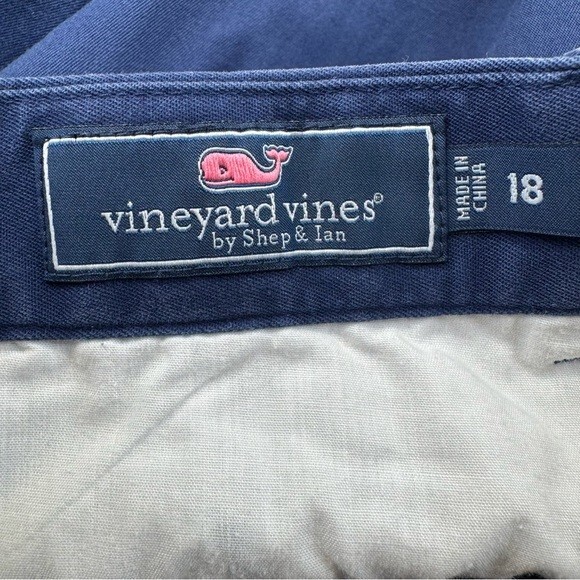 vineyard vines®
by Shep & Ian
MADE IN
CHINA
18